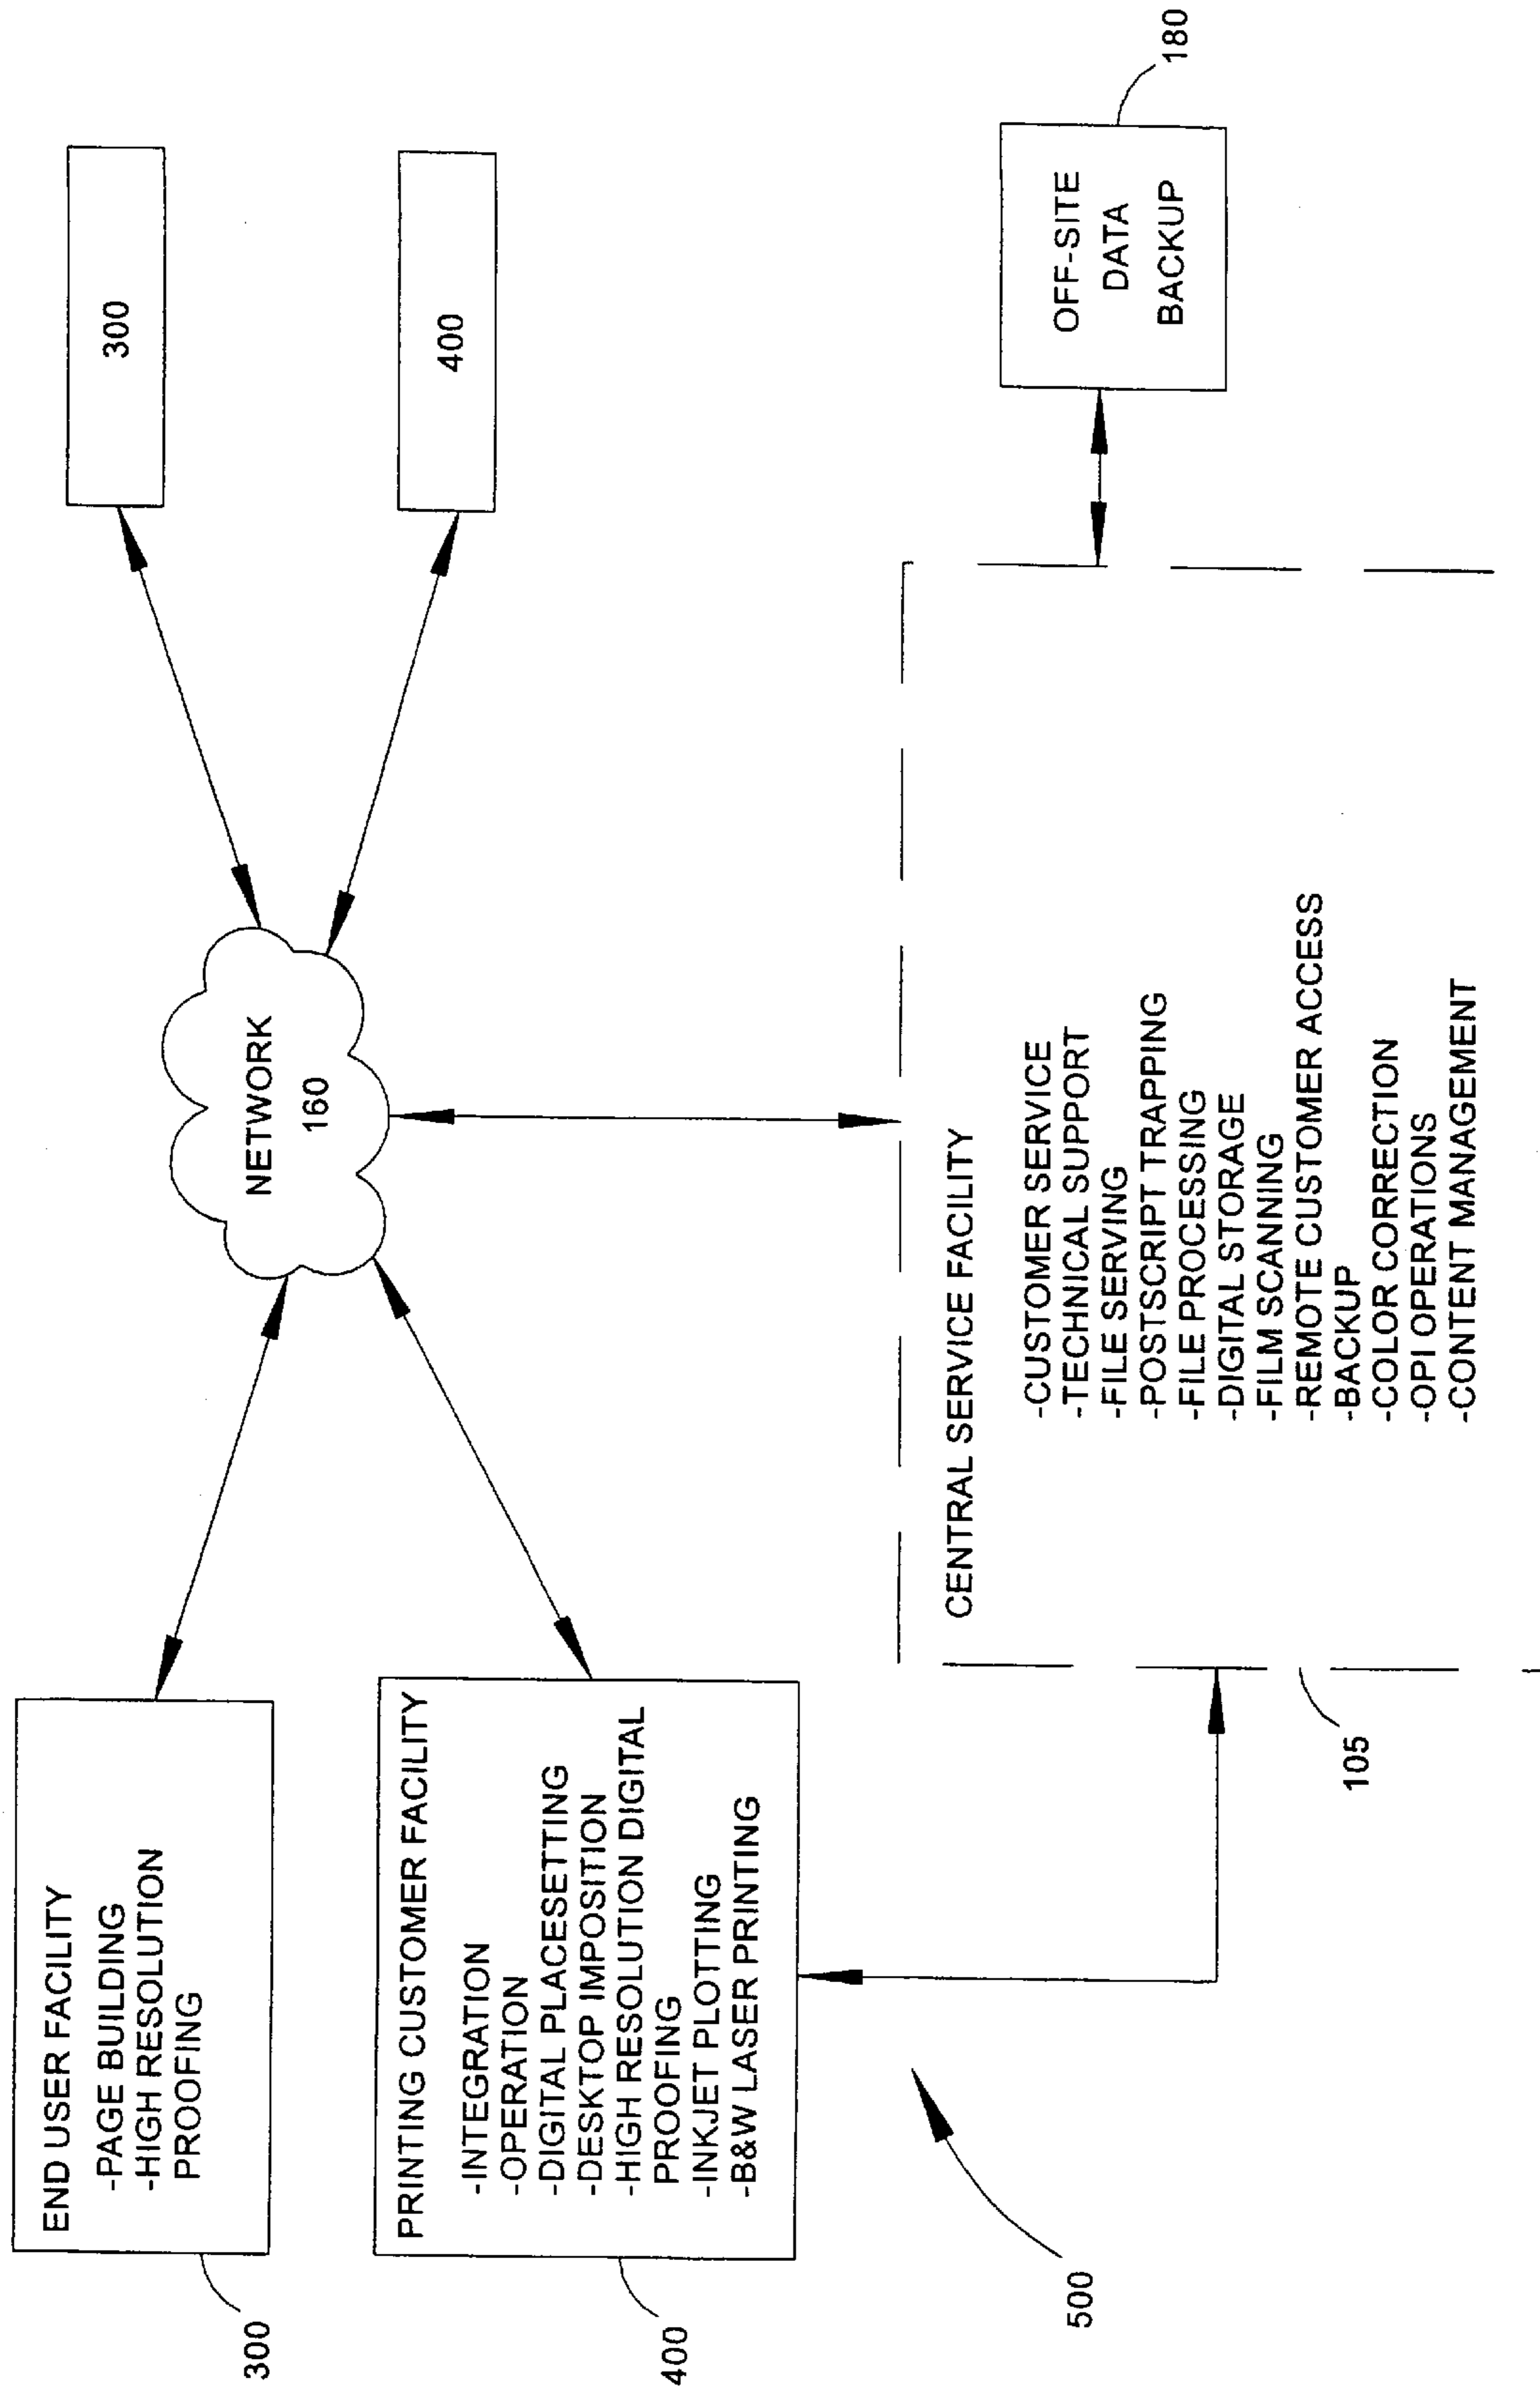 END USER FACILITY
-PAGE BUILDING
-HIGH RESOLUTION
PROOFING
300
PRINTING CUSTOMER FACILITY
-INTEGRATION
-OPERATION
-DIGITAL PLACESETTING
-DESKTOP IMPOSITION
-HIGH RESOLUTION DIGITAL
PROOFING
-INKJET PLOTTING
-B&W LASER PRINTING
400
500
NETWORK
160
300
400
CENTRAL SERVICE FACILITY
-CUSTOMER SERVICE
-TECHNICAL SUPPORT
-FILE SERVING
-POSTSCRIPT TRAPPING
-FILE PROCESSING
-DIGITAL STORAGE
-FILM SCANNING
-REMOTE CUSTOMER ACCESS
-BACKUP
-COLOR CORRECTION
-OPI OPERATIONS
-CONTENT MANAGEMENT
105
OFF-SITE
DATA
BACKUP
180